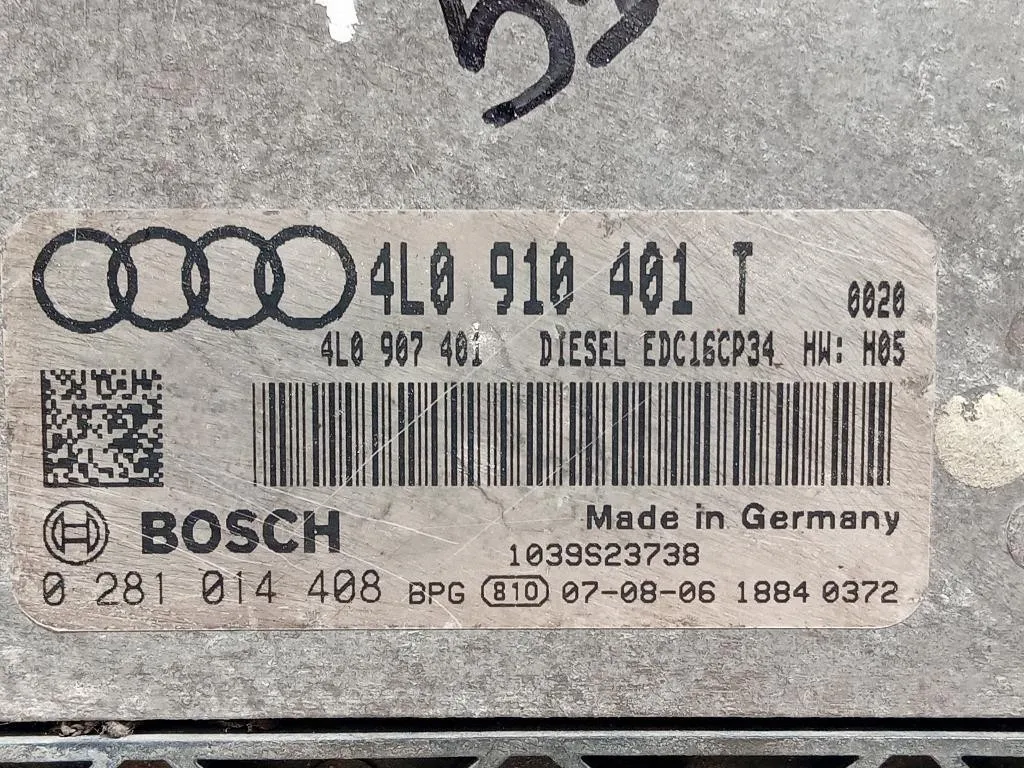 4L0 910 401 T 0020
4L0 907 401 DIESEL EDC16CP34 HW: H05
BOSCH
Made in Germany
1039S23738
0 281 014 408 BPG 810 07-08-06 1884 0372